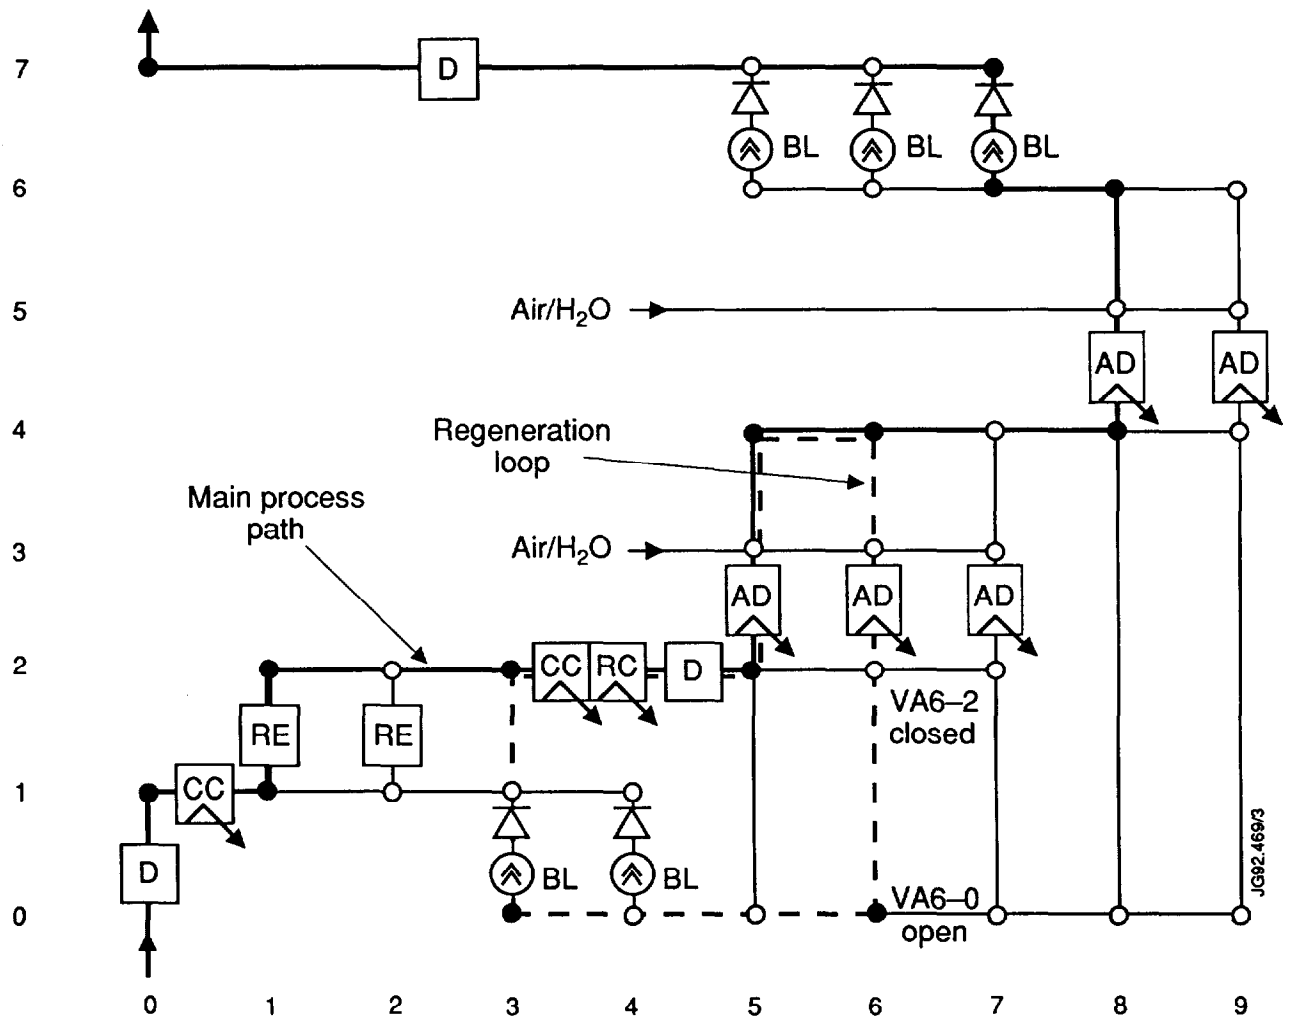 7
D
BL
BL
BL
6
5
Air/H₂O
AD
AD
4
Regeneration
loop
Main process
path
3
Air/H₂O
AD
AD
AD
2
CC
RC
D
VA6–2
closed
RE
RE
1
CC
D
BL
BL
VA6–0
open
0
JG92.469/3
0 1 2 3 4 5 6 7 8 9